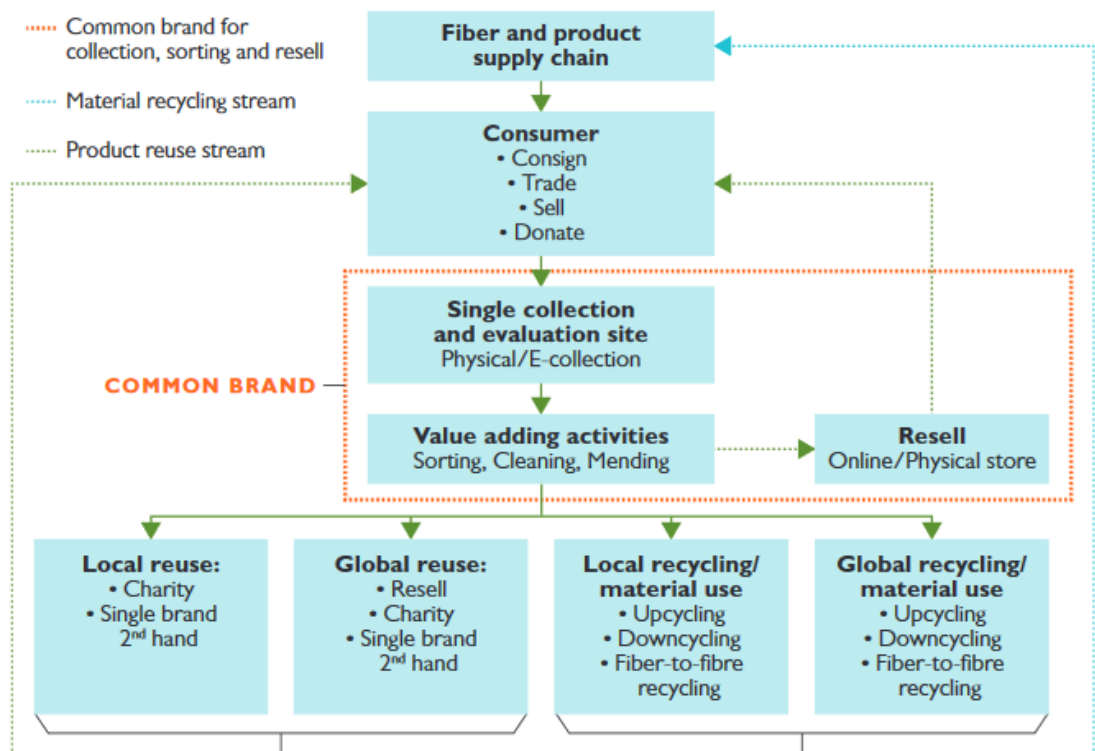 Common brand for
collection, sorting and resell
Material recycling stream
Product reuse stream
Fiber and product
supply chain
Consumer
• Consign
• Trade
• Sell
• Donate
Single collection
and evaluation site
Physical/E-collection
COMMON BRAND
Value adding activities
Sorting, Cleaning, Mending
Resell
Online/Physical store
Local reuse:
• Charity
• Single brand
2nd hand
Global reuse:
• Resell
• Charity
• Single brand
2nd hand
Local recycling/
material use
• Upcycling
• Downcycling
• Fiber-to-fibre
recycling
Global recycling/
material use
• Upcycling
• Downcycling
• Fiber-to-fibre
recycling